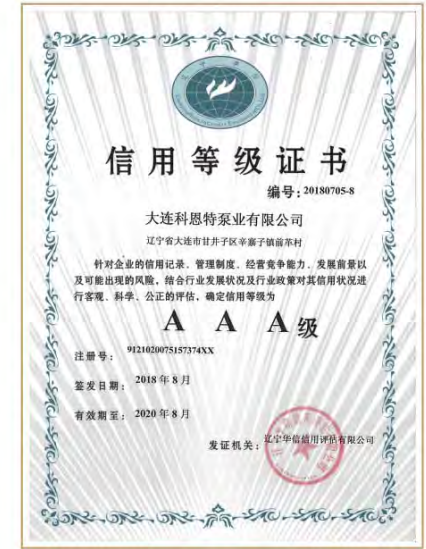 信用等级证书
编号:20180705-8
大连科恩特泵业有限公司
辽宁省大连市甘井子区辛寨子镇前革村
针对企业的信用记录、管理制度、经营竞争能力、发展前景以
及可能出现的风险，结合行业发展状况及行业政策对其信用状况进
行客观、科学、公正的评估，确定信用等级为
A A A级
注册号：9121020075157374XX
签发日期：2018年8月
有效期至：2020年8月
发证机关：辽宁华信信用评估有限公司